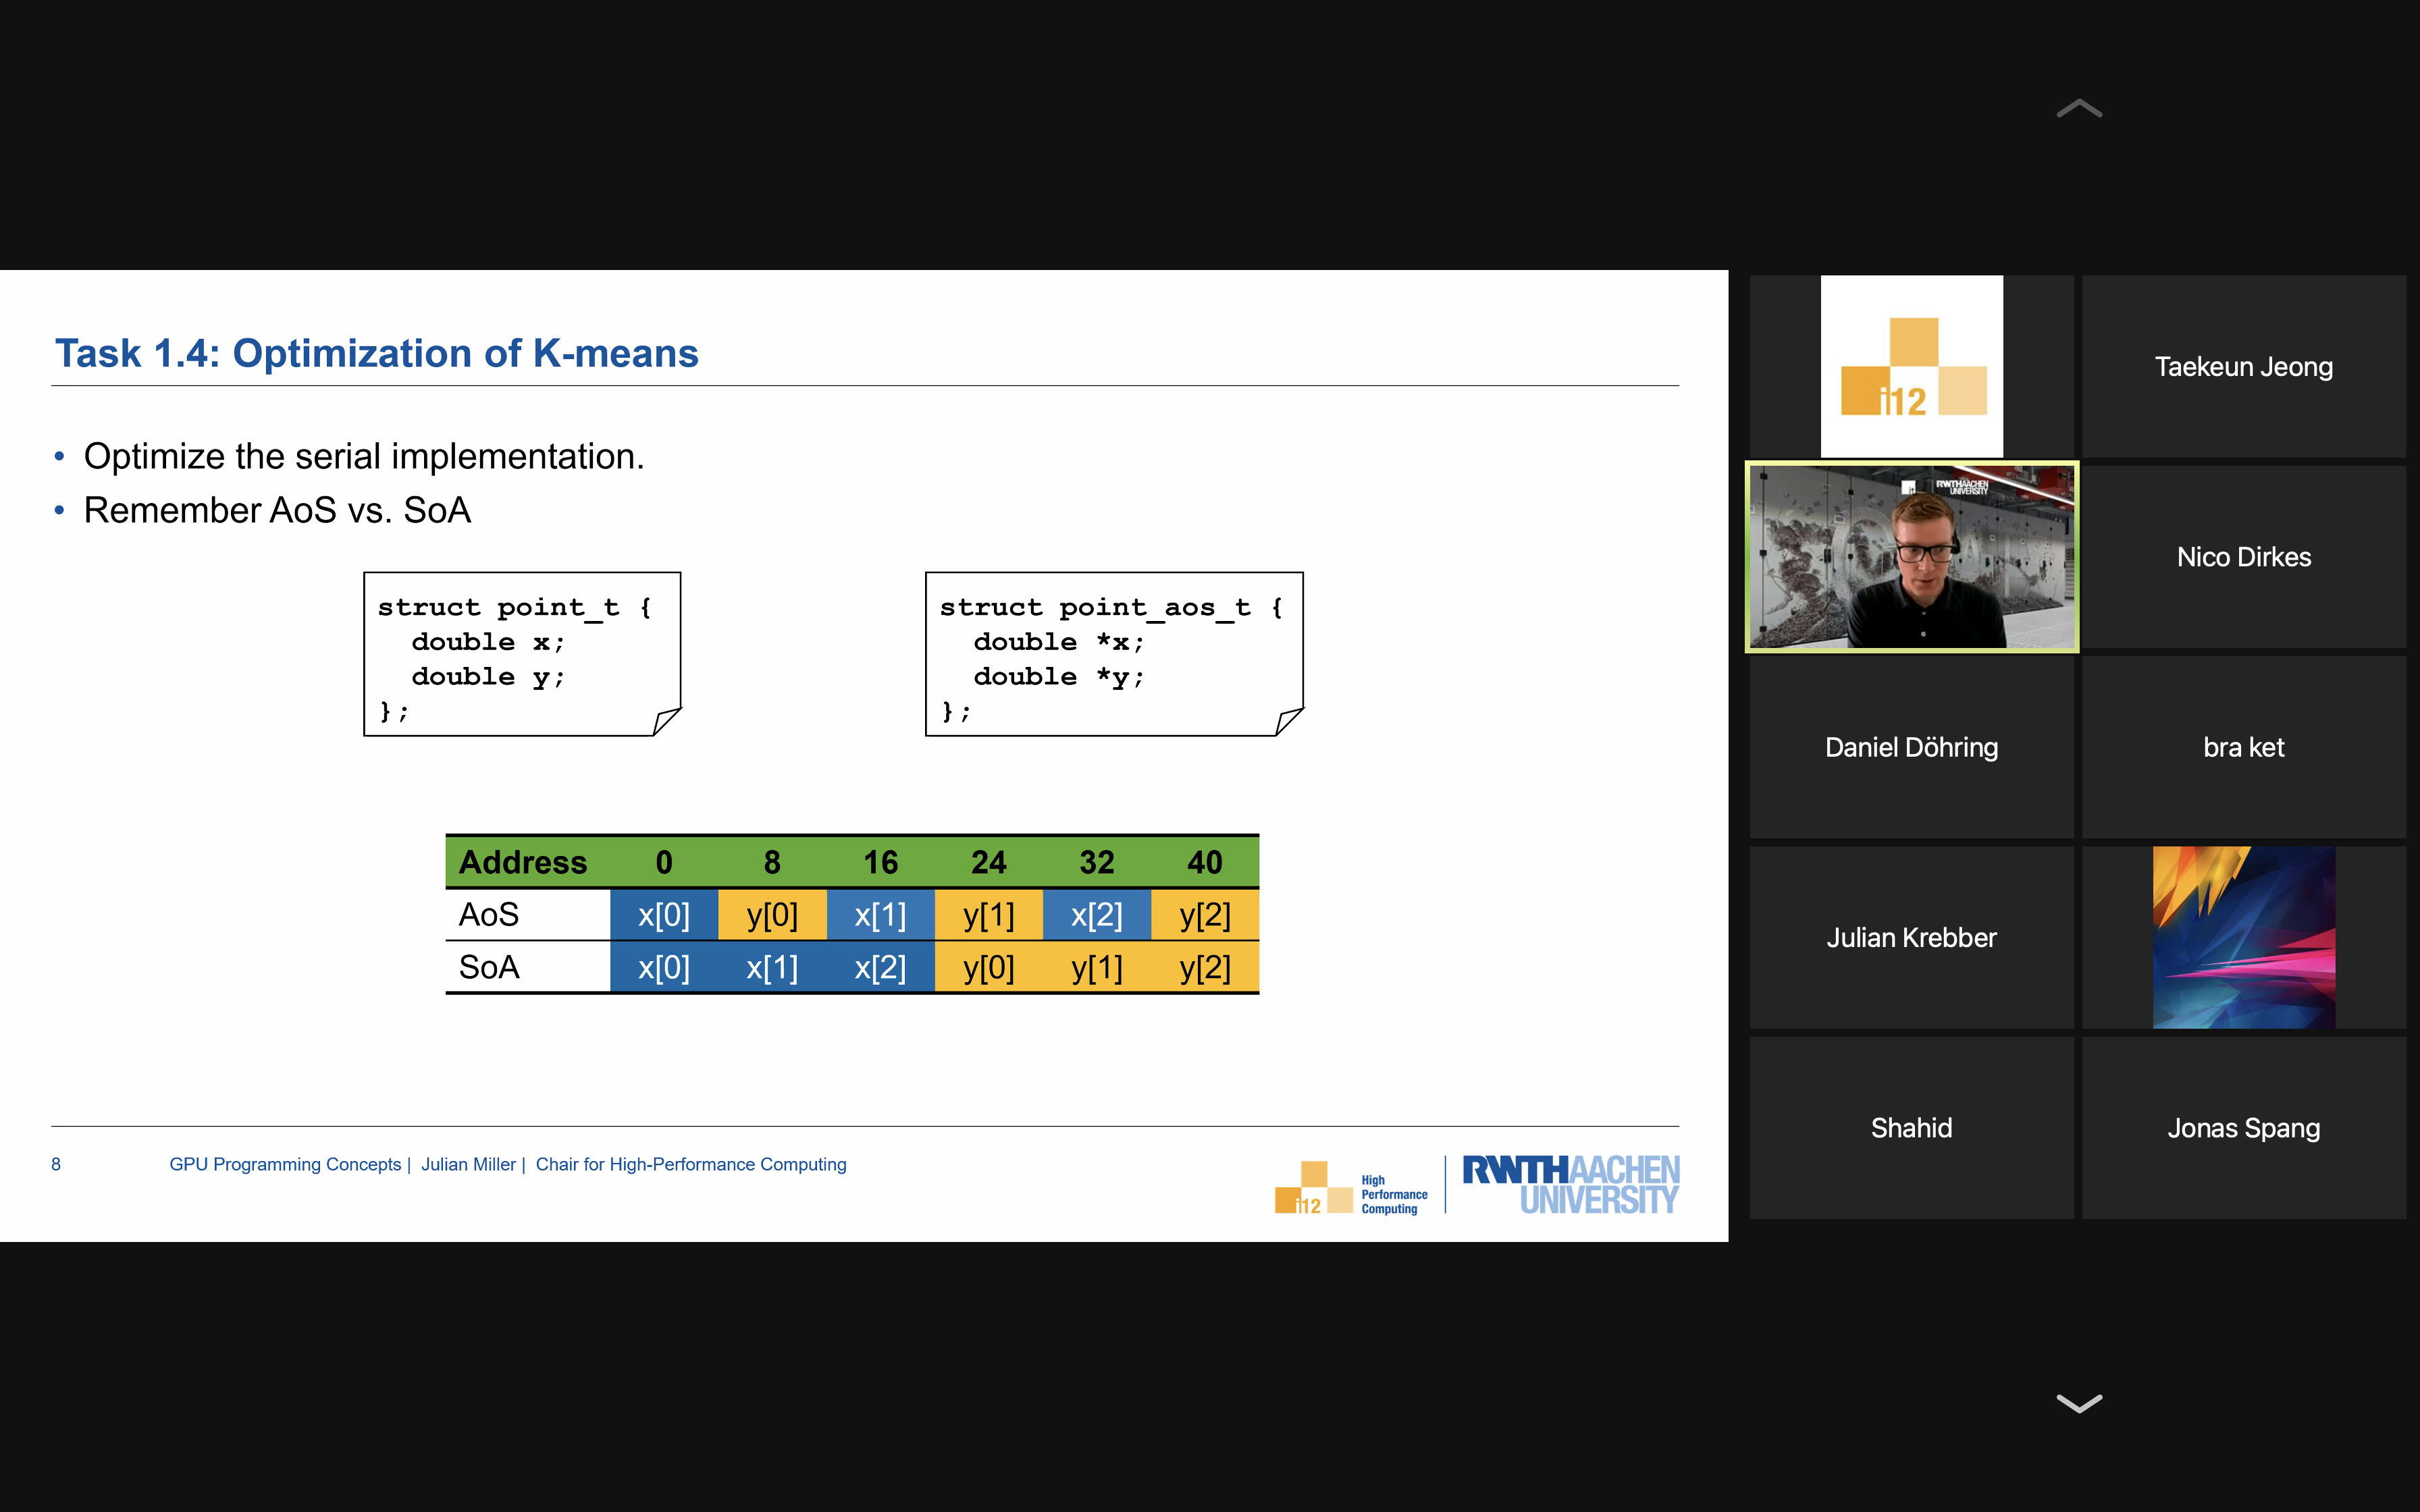 Task 1.4: Optimization of K-means
• Optimize the serial implementation.
• Remember AoS vs. SoA
struct point_t {
  double x;
  double y;
};
struct point_aos_t {
  double *x;
  double *y;
};
Address 0 8 16 24 32 40
AoS x[0] y[0] x[1] y[1] x[2] y[2]
SoA x[0] x[1] x[2] y[0] y[1] y[2]
8 GPU Programming Concepts | Julian Miller | Chair for High-Performance Computing
i12
High
Performance
Computing
RWTHAACHEN
UNIVERSITY
i12
Taekeun Jeong
RWTHAACHEN
UNIVERSITY
Nico Dirkes
Daniel Döhring
bra ket
Julian Krebber
Shahid
Jonas Spang